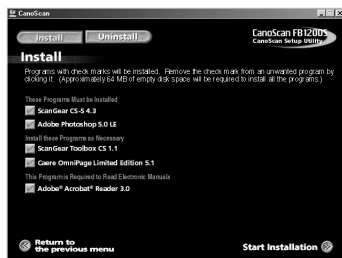 CanoScan
Install
Uninstall
CanoScan FB1200S
CanoScan Setup Utility
Install
Programs with check marks will be installed. Remove the check mark from an unwanted program by
clicking it. (Approximately 64 MB of empty disk space will be required to install all the programs.)
These Programs Must be Installed
ScanGear CS-S 4.3
Adobe Photoshop 5.0 LE
Install these Programs as Necessary
ScanGear Toolbox CS 1.1
Caere OmniPage Limited Edition 5.1
This Program is Required to Read Electronic Manuals
Adobe® Acrobat® Reader 3.0
Return to
the previous menu
Start Installation